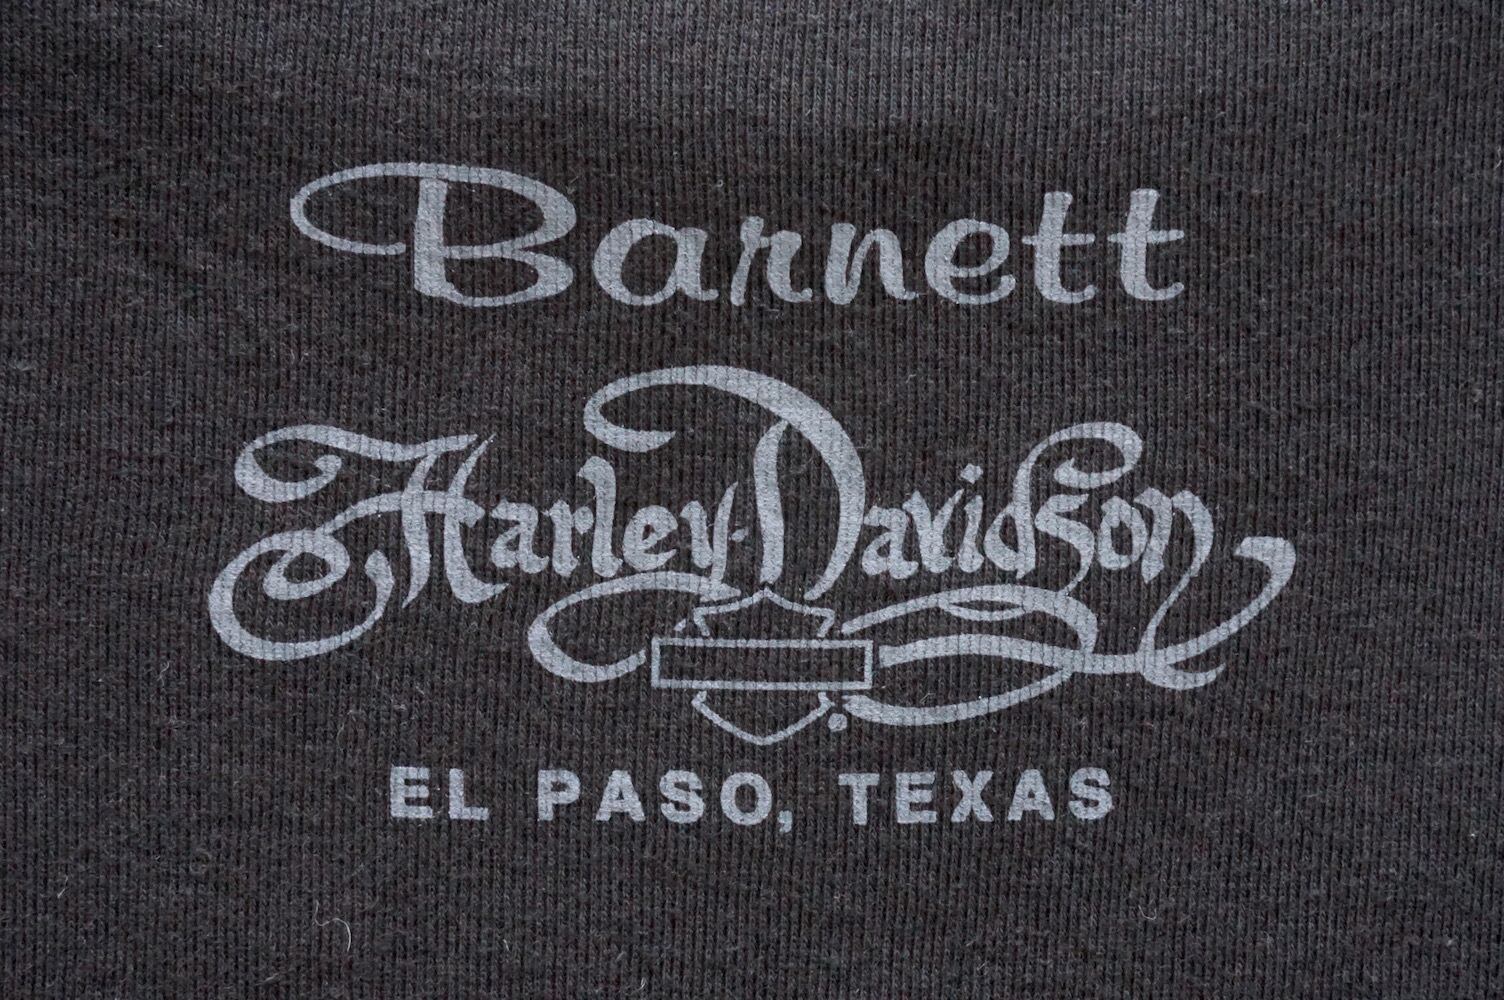 Barnett
Harley-Davidson
®
EL PASO, TEXAS